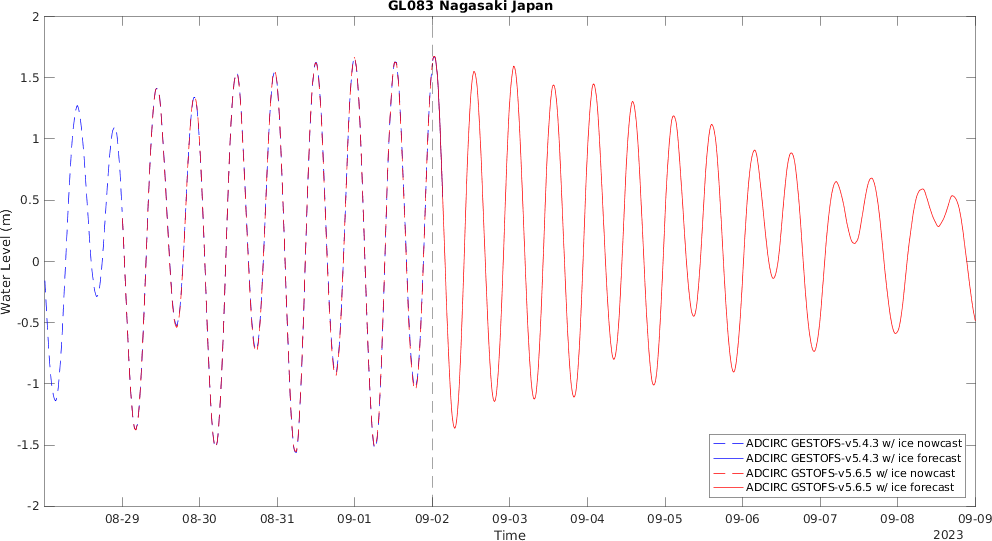 GL083 Nagasaki Japan
2
1.5
1
0.5
0
-0.5
-1
-1.5
-2
Water Level (m)
08-29 08-30 08-31 09-01 09-02 09-03 09-04 09-05 09-06 09-07 09-08 09-09
Time
2023
ADCIRC GESTOFS-v5.4.3 w/ ice nowcast
ADCIRC GESTOFS-v5.4.3 w/ ice forecast
ADCIRC GSTOFS-v5.6.5 w/ ice nowcast
ADCIRC GSTOFS-v5.6.5 w/ ice forecast